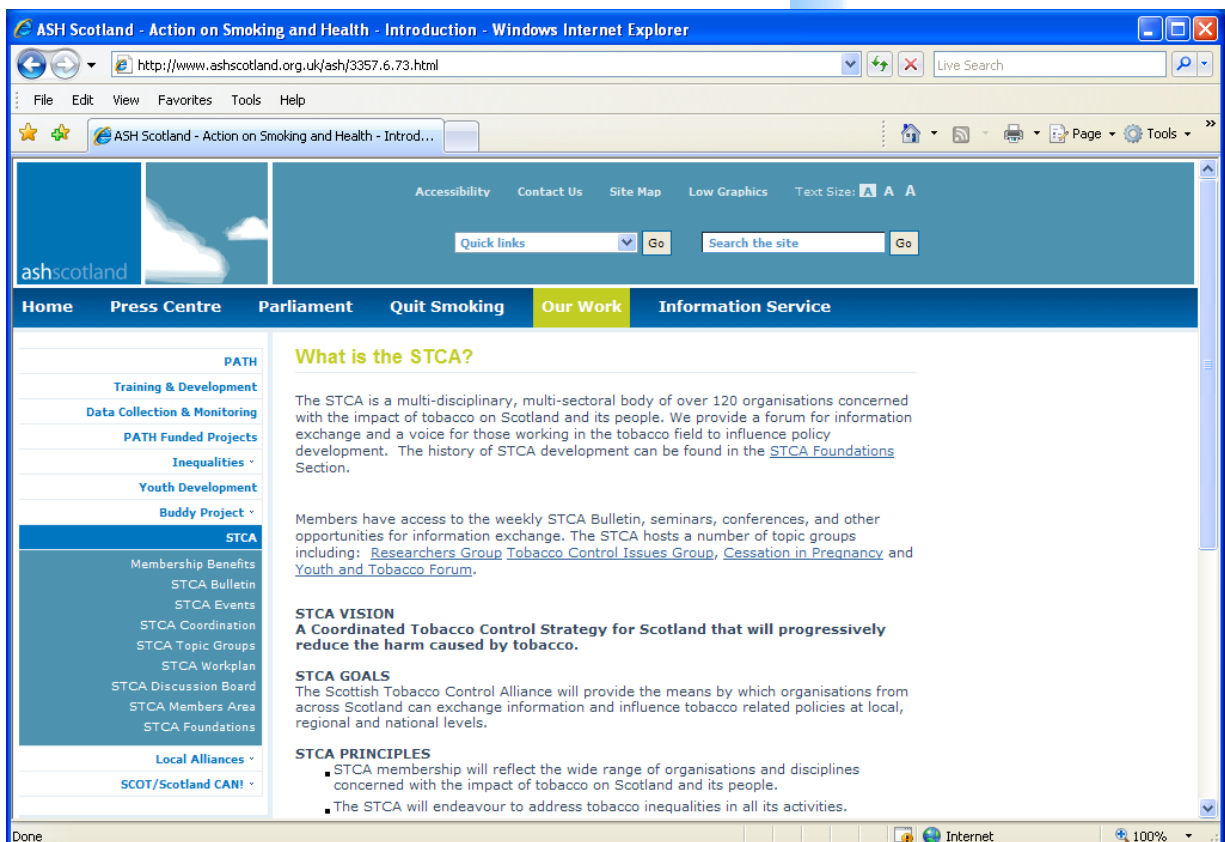 ASH Scotland - Action on Smoking and Health - Introduction - Windows Internet Explorer
http://www.ashscotland.org.uk/ash/3357.6.73.html
Live Search
File Edit View Favorites Tools Help
ASH Scotland - Action on Smoking and Health - Introd...
Page Tools »
Accessibility Contact Us Site Map Low Graphics Text Size: A A A
Quick links Go Search the site Go
ashscotland
Home Press Centre Parliament Quit Smoking Our Work Information Service
PATH
Training & Development
Data Collection & Monitoring
PATH Funded Projects
Inequalities
Youth Development
Buddy Project
STCA
Membership Benefits
STCA Bulletin
STCA Events
STCA Coordination
STCA Topic Groups
STCA Workplan
STCA Discussion Board
STCA Members Area
STCA Foundations
Local Alliances
SCOT/Scotland CAN!
What is the STCA?
The STCA is a multi-disciplinary, multi-sectoral body of over 120 organisations concerned
with the impact of tobacco on Scotland and its people. We provide a forum for information
exchange and a voice for those working in the tobacco field to influence policy
development. The history of STCA development can be found in the STCA Foundations
Section.
Members have access to the weekly STCA Bulletin, seminars, conferences, and other
opportunities for information exchange. The STCA hosts a number of topic groups
including: Researchers Group Tobacco Control Issues Group, Cessation in Pregnancy and
Youth and Tobacco Forum.
STCA VISION
A Coordinated Tobacco Control Strategy for Scotland that will progressively
reduce the harm caused by tobacco.
STCA GOALS
The Scottish Tobacco Control Alliance will provide the means by which organisations from
across Scotland can exchange information and influence tobacco related policies at local,
regional and national levels.
STCA PRINCIPLES
STCA membership will reflect the wide range of organisations and disciplines
concerned with the impact of tobacco on Scotland and its people.
The STCA will endeavour to address tobacco inequalities in all its activities.
Done Internet 100%